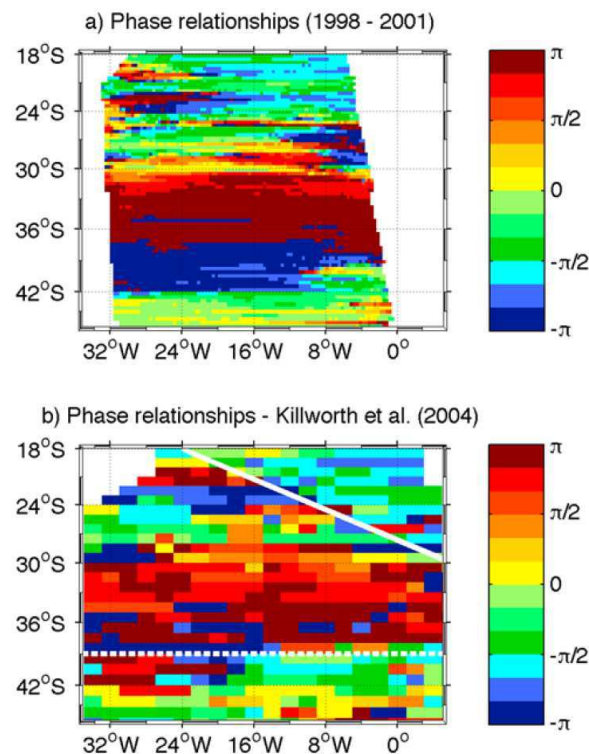 a) Phase relationships (1998 - 2001)
18°S
24°S
30°S
36°S
42°S
32°W 24°W 16°W 8°W 0°
π
π/2
0
-π/2
-π
b) Phase relationships - Killworth et al. (2004)
18°S
24°S
30°S
36°S
42°S
32°W 24°W 16°W 8°W 0°
π
π/2
0
-π/2
-π